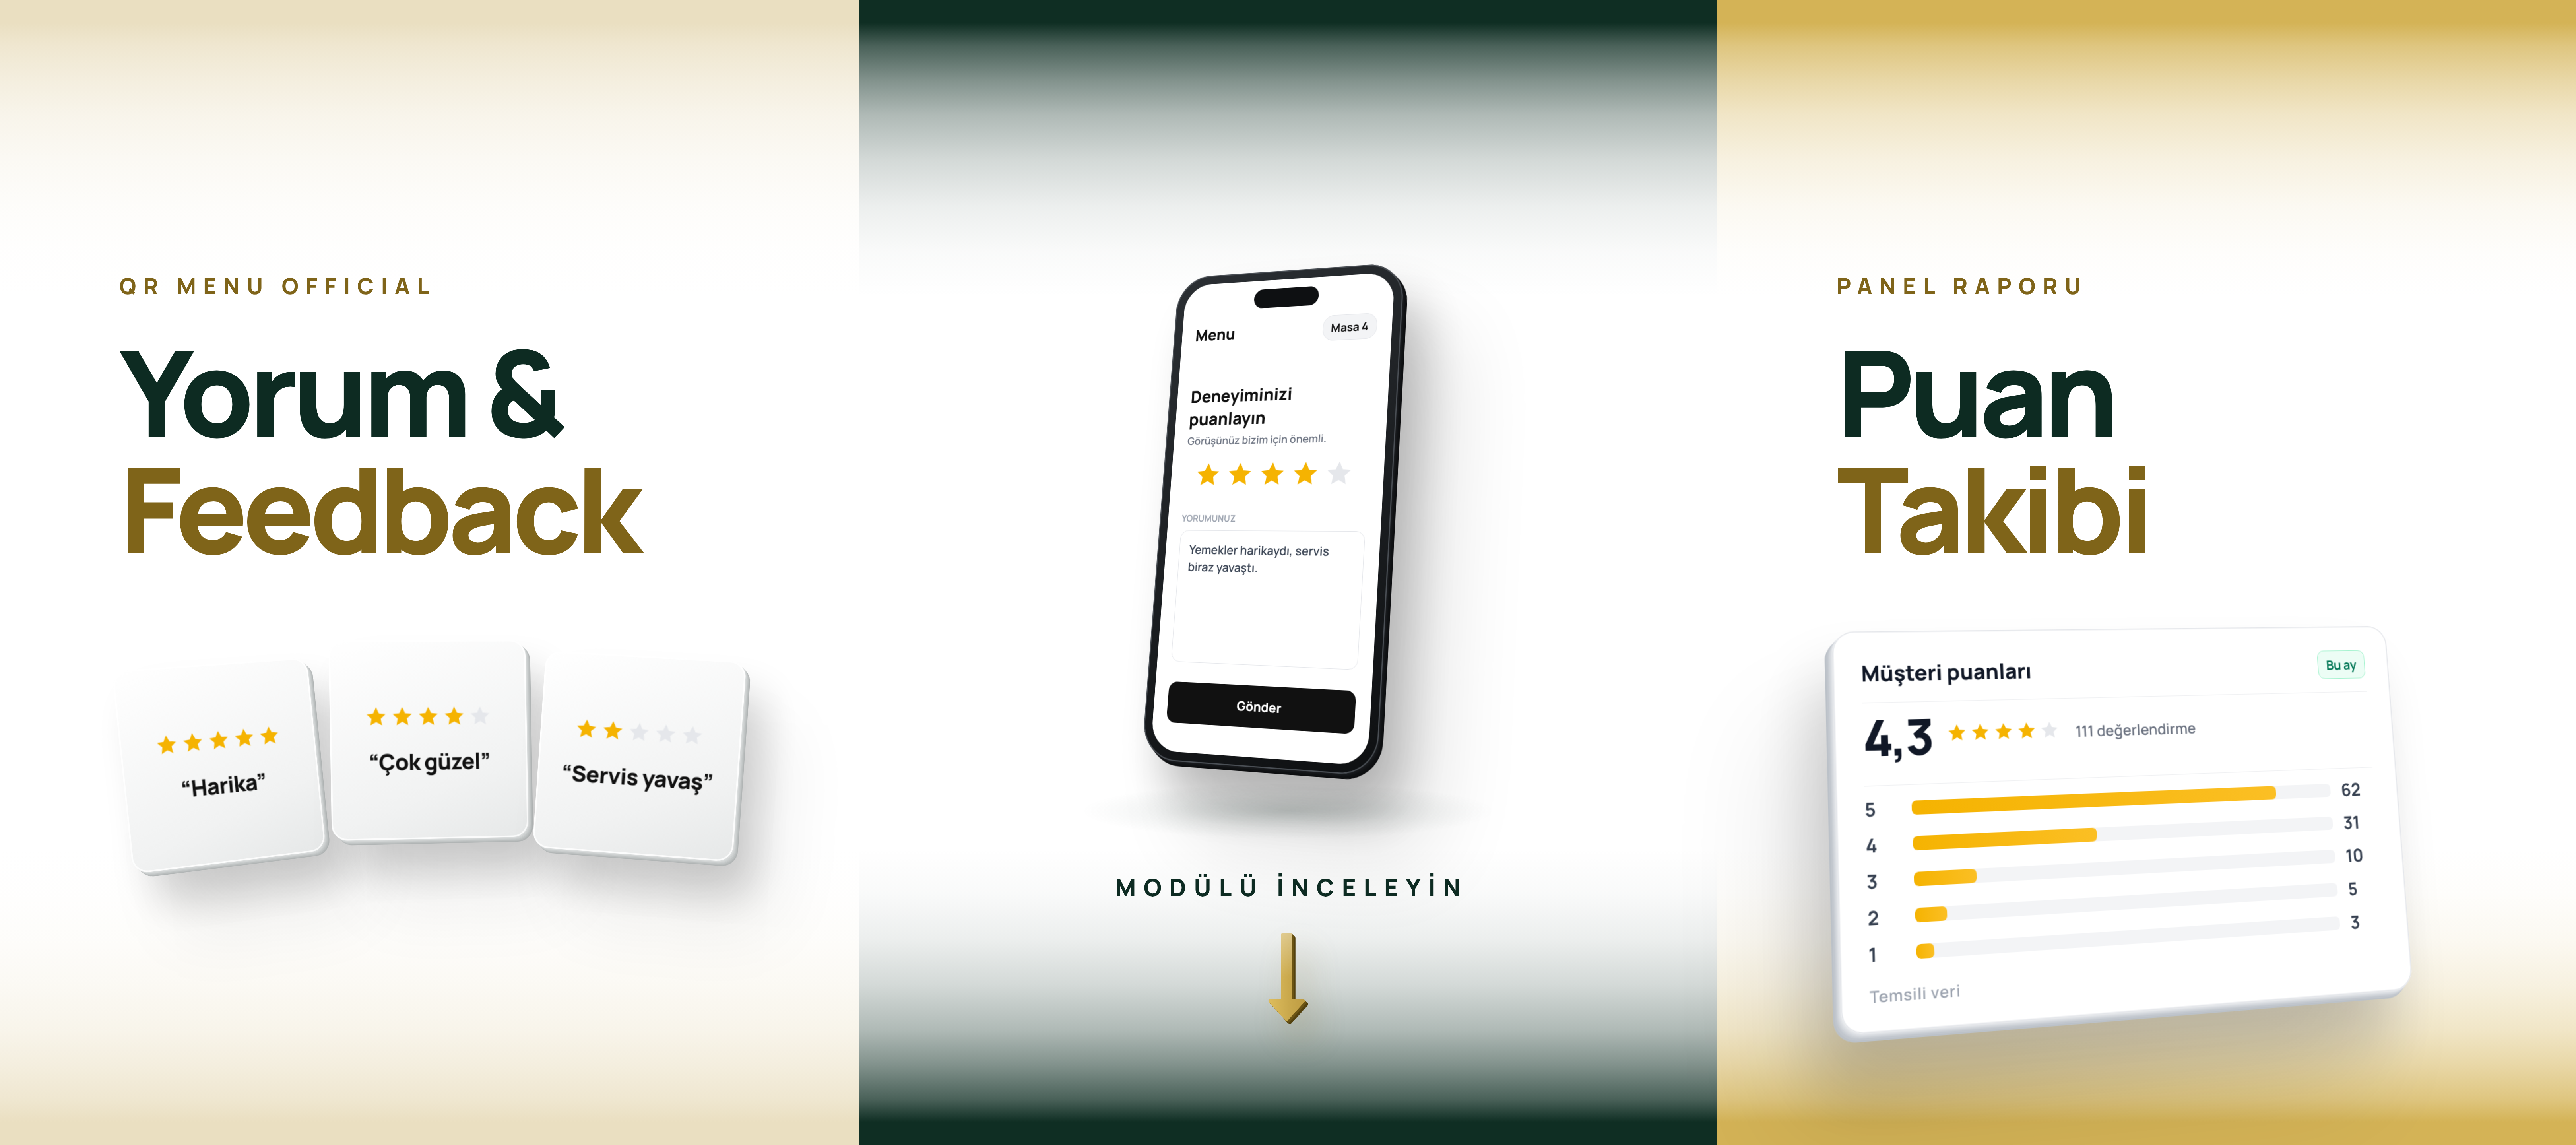 QR MENU OFFICIAL
Yorum &
Feedback
“Harika”
“Çok güzel”
“Servis yavaş”
Menu
Masa 4
Deneyiminizi
puanlayın
Görüşünüz bizim için önemli.
YORUMUNUZ
Yemekler harikaydı, servis
biraz yavaştı.
Gönder
MODÜLÜ İNCELEYİN
PANEL RAPORU
Puan
Takibi
Müşteri puanları
Bu ay
4,3
111 değerlendirme
5 62
4 31
3 10
2 5
1 3
Temsili veri